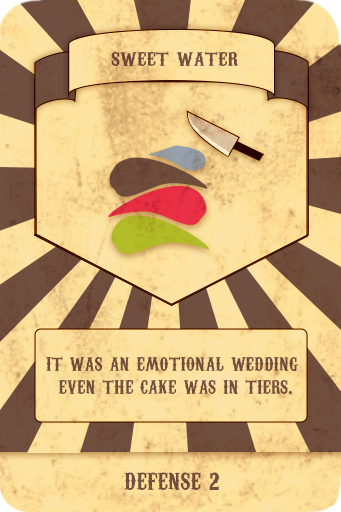 SWEET WATER
IT WAS AN EMOTIONAL WEDDING
EVEN THE CAKE WAS IN TIERS.
DEFENSE 2